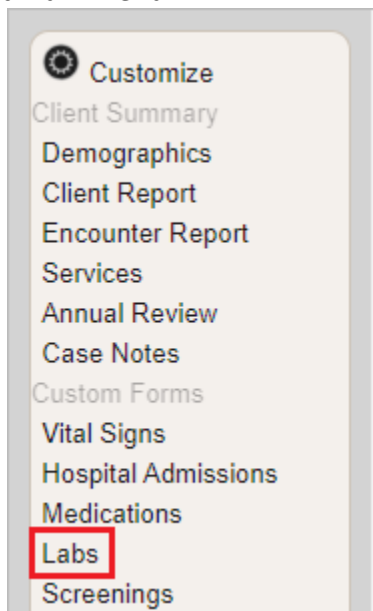 Customize
Client Summary
Demographics
Client Report
Encounter Report
Services
Annual Review
Case Notes
Custom Forms
Vital Signs
Hospital Admissions
Medications
Labs
Screenings